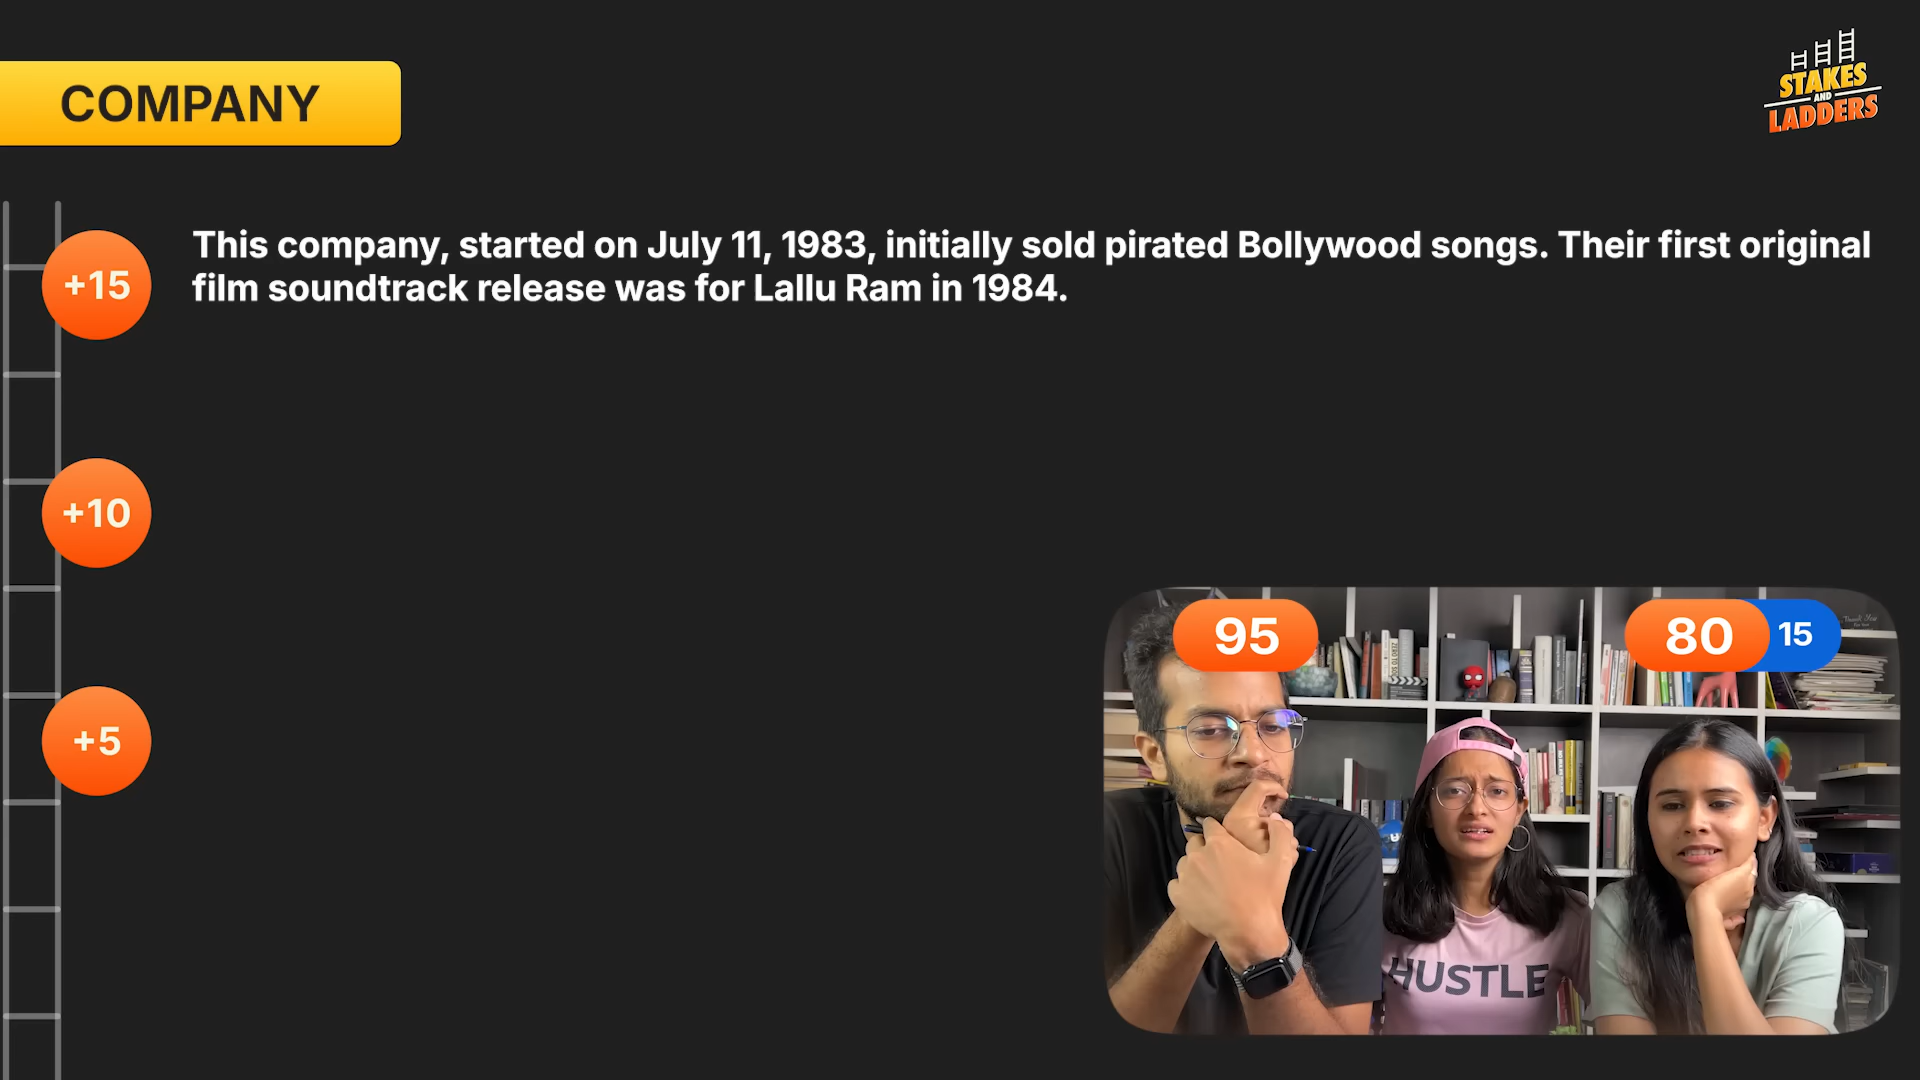 COMPANY
STAKES
AND
LADDERS
+15
This company, started on July 11, 1983, initially sold pirated Bollywood songs. Their first original
film soundtrack release was for Lallu Ram in 1984.
+10
+5
95
80
15
HUSTLE